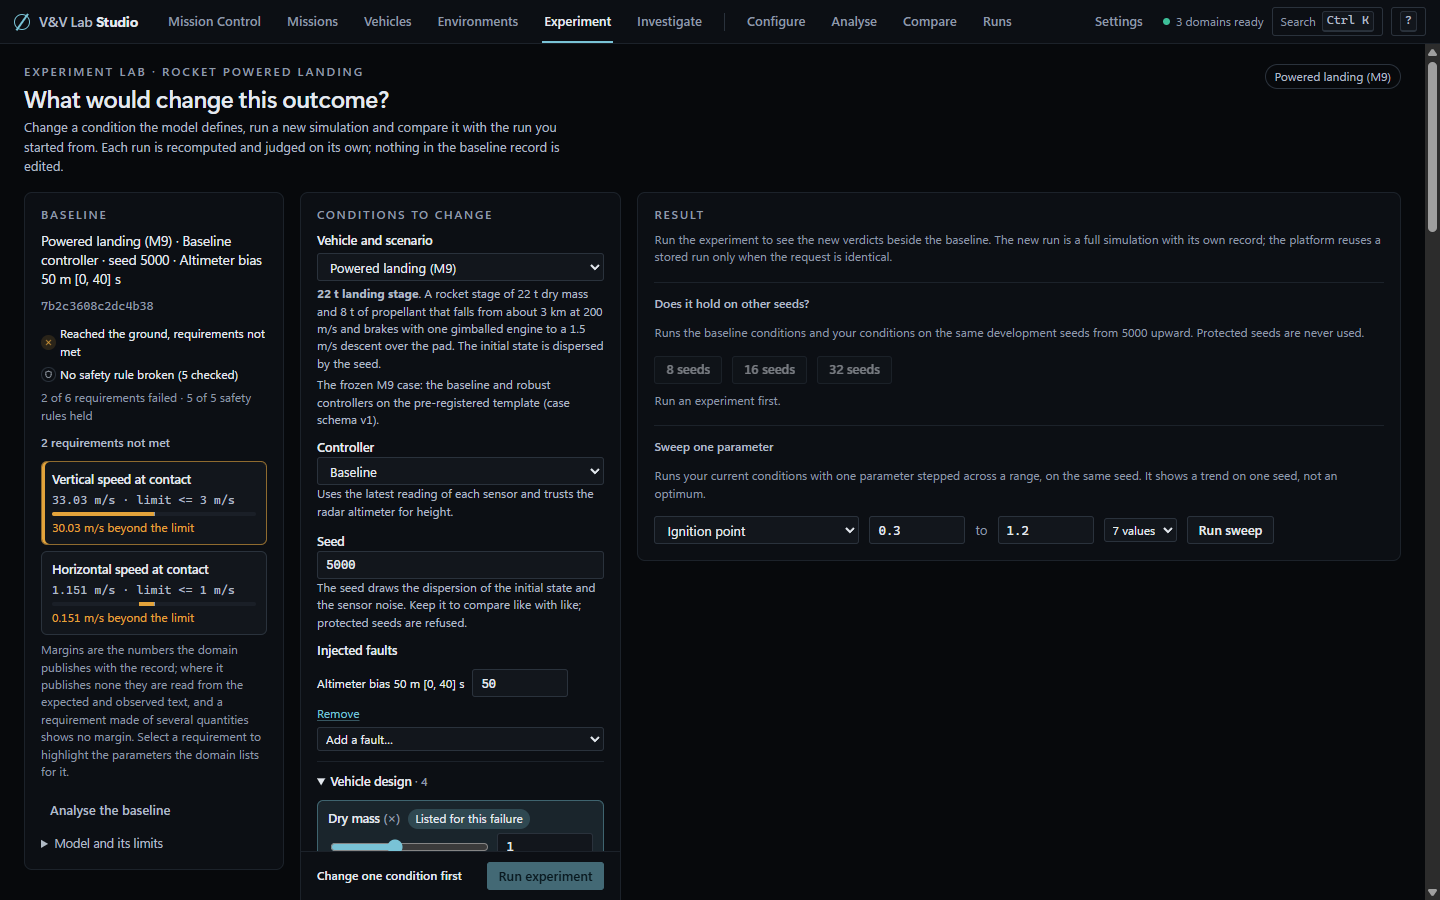 V&V Lab Studio
Mission Control
Missions
Vehicles
Environments
Experiment
Investigate
Configure
Analyse
Compare
Runs
Settings
3 domains ready
Search Ctrl K
?
EXPERIMENT LAB · ROCKET POWERED LANDING
Powered landing (M9)
What would change this outcome?
Change a condition the model defines, run a new simulation and compare it with the run you
started from. Each run is recomputed and judged on its own; nothing in the baseline record is
edited.
BASELINE
Powered landing (M9) · Baseline
controller · seed 5000 · Altimeter bias
50 m [0, 40] s
7b2c3608c2dc4b38
Reached the ground, requirements not
met
No safety rule broken (5 checked)
2 of 6 requirements failed · 5 of 5 safety
rules held
2 requirements not met
Vertical speed at contact
33.03 m/s · limit <= 3 m/s
30.03 m/s beyond the limit
Horizontal speed at contact
1.151 m/s · limit <= 1 m/s
0.151 m/s beyond the limit
Margins are the numbers the domain
publishes with the record; where it
publishes none they are read from the
expected and observed text, and a
requirement made of several quantities
shows no margin. Select a requirement to
highlight the parameters the domain lists
for it.
Analyse the baseline
Model and its limits
CONDITIONS TO CHANGE
Vehicle and scenario
Powered landing (M9)
22 t landing stage. A rocket stage of 22 t dry mass
and 8 t of propellant that falls from about 3 km at 200
m/s and brakes with one gimballed engine to a 1.5
m/s descent over the pad. The initial state is dispersed
by the seed.
The frozen M9 case: the baseline and robust
controllers on the pre-registered template (case
schema v1).
Controller
Baseline
Uses the latest reading of each sensor and trusts the
radar altimeter for height.
Seed
5000
The seed draws the dispersion of the initial state and
the sensor noise. Keep it to compare like with like;
protected seeds are refused.
Injected faults
Altimeter bias 50 m [0, 40] s 50
Remove
Add a fault...
Vehicle design · 4
Dry mass (×) Listed for this failure
1
Change one condition first
Run experiment
RESULT
Run the experiment to see the new verdicts beside the baseline. The new run is a full simulation with its own record; the platform reuses a
stored run only when the request is identical.
Does it hold on other seeds?
Runs the baseline conditions and your conditions on the same development seeds from 5000 upward. Protected seeds are never used.
8 seeds
16 seeds
32 seeds
Run an experiment first.
Sweep one parameter
Runs your current conditions with one parameter stepped across a range, on the same seed. It shows a trend on one seed, not an
optimum.
Ignition point 0.3 to 1.2 7 values Run sweep